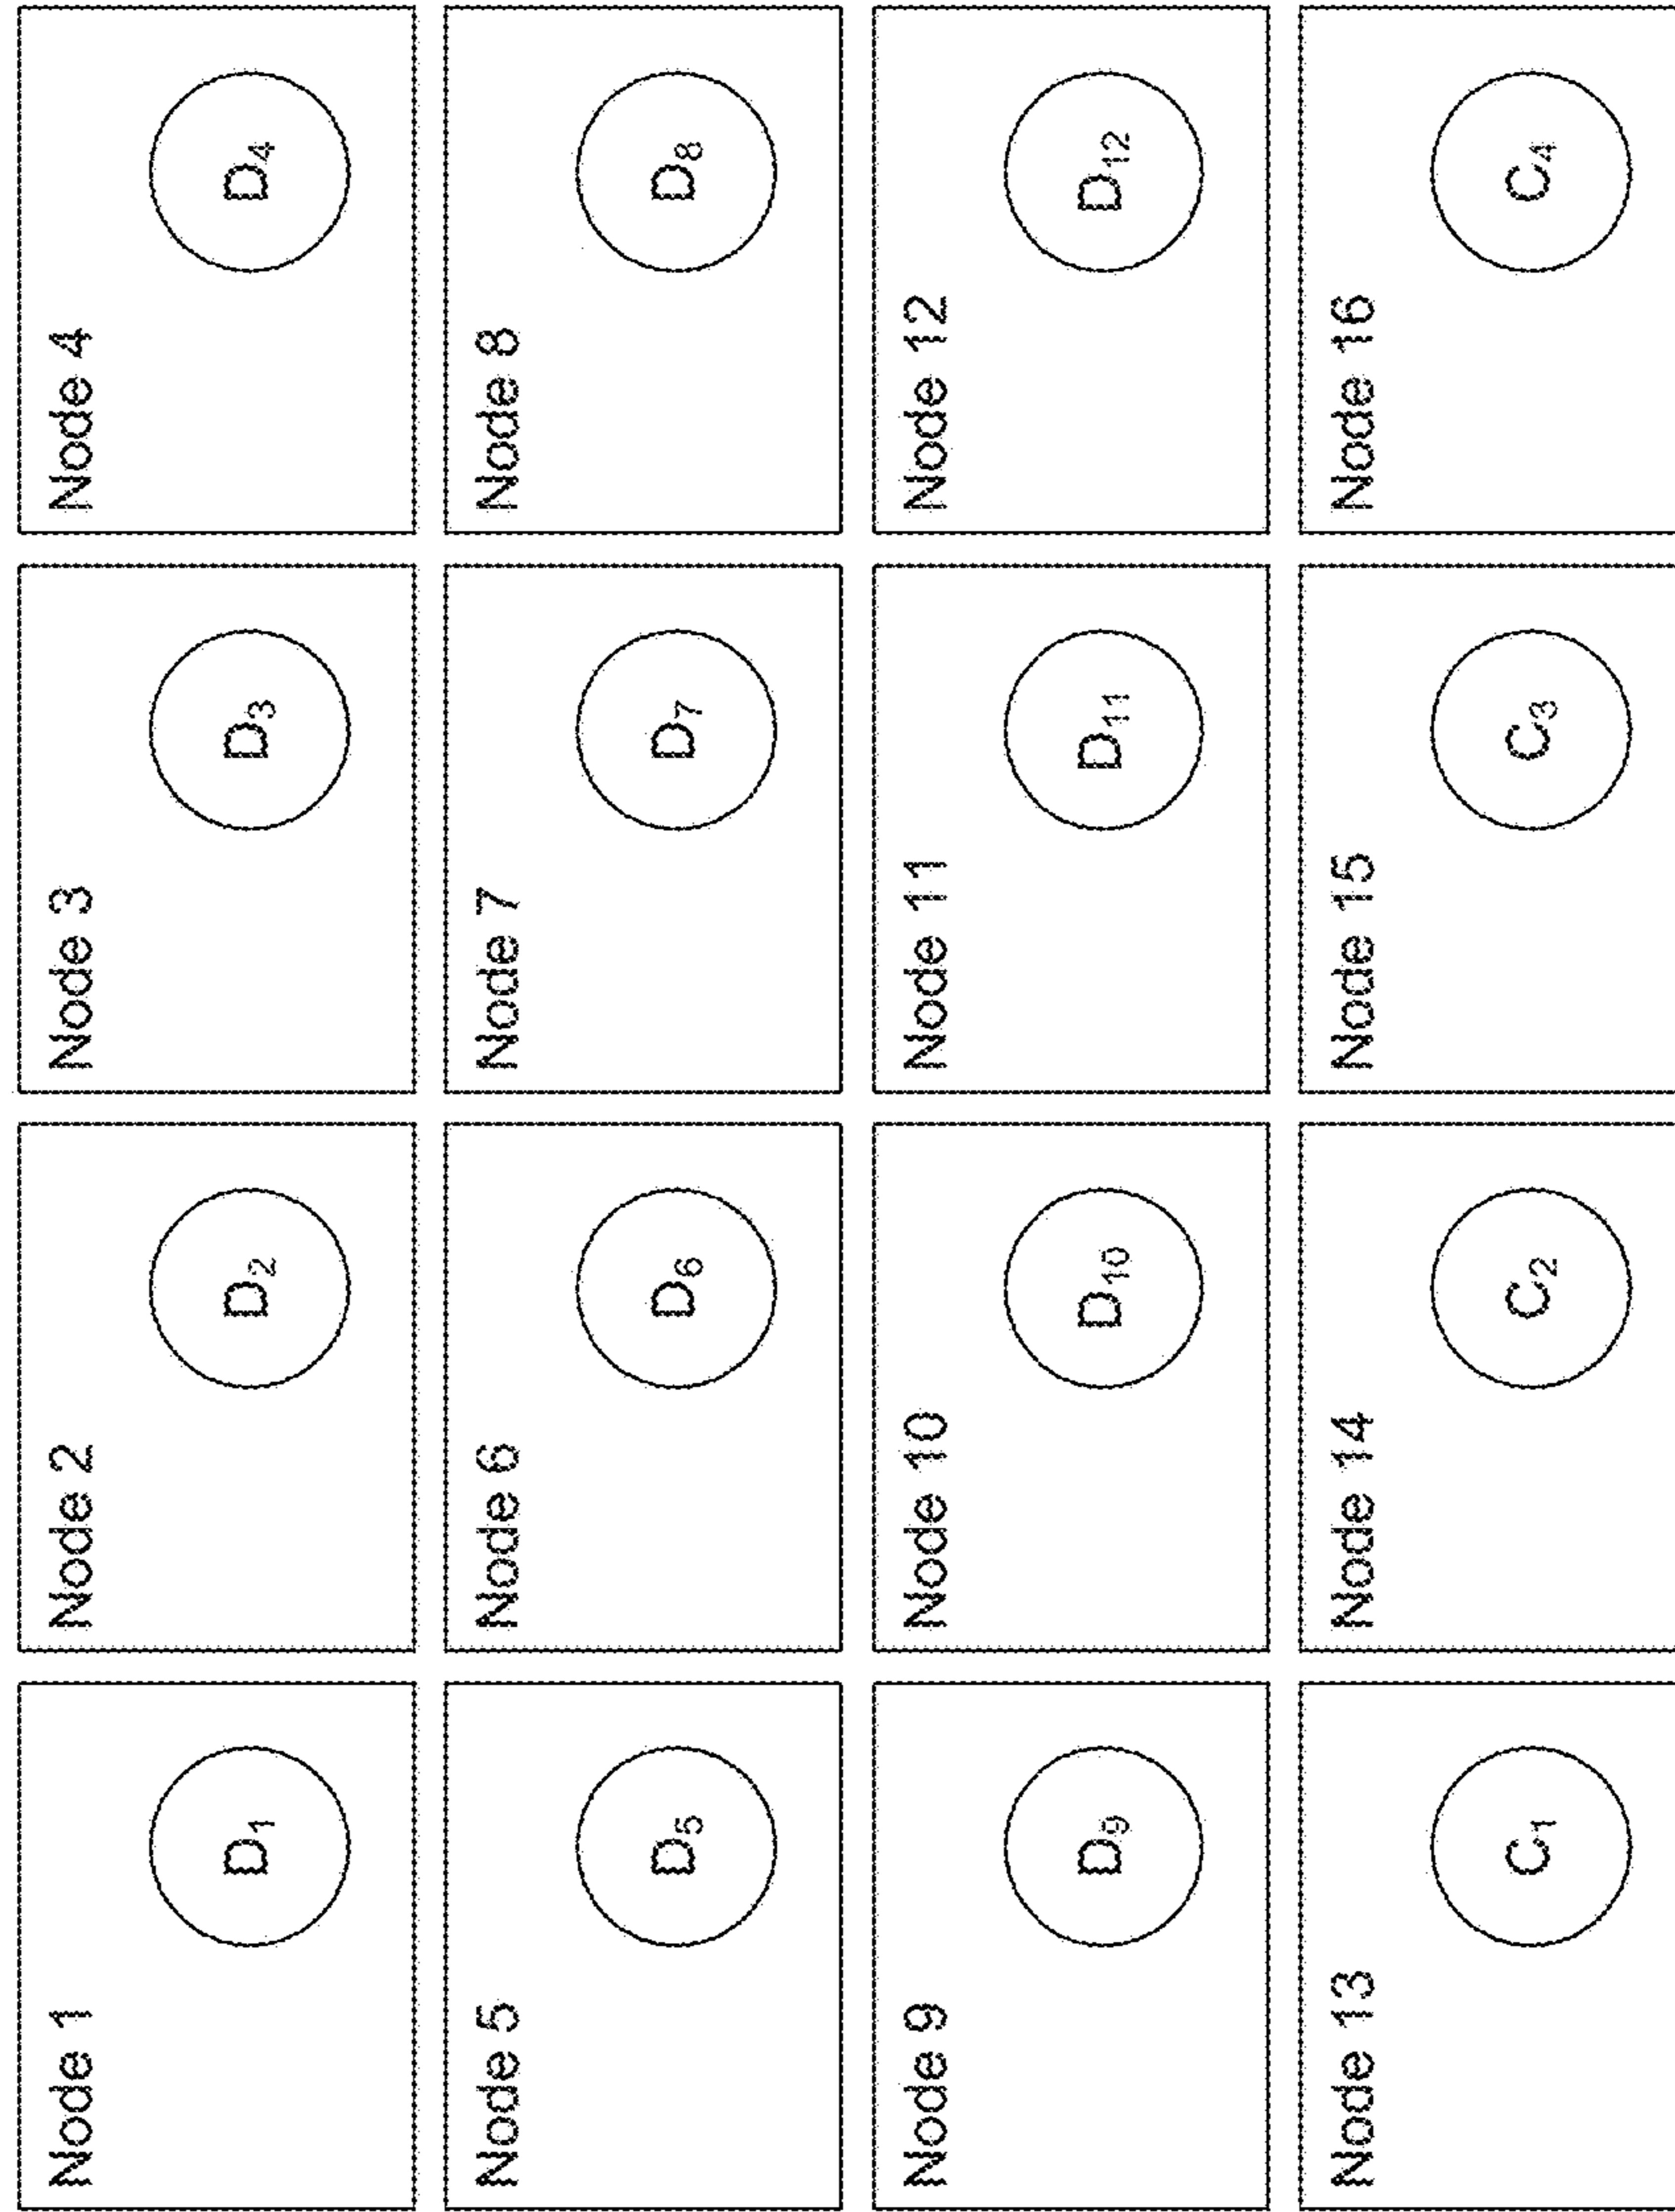 Node 1
D1
Node 2
D2
Node 3
D3
Node 4
D4
Node 5
D5
Node 6
D6
Node 7
D7
Node 8
D8
Node 9
D9
Node 10
D10
Node 11
D11
Node 12
D12
Node 13
C1
Node 14
C2
Node 15
C3
Node 16
C4